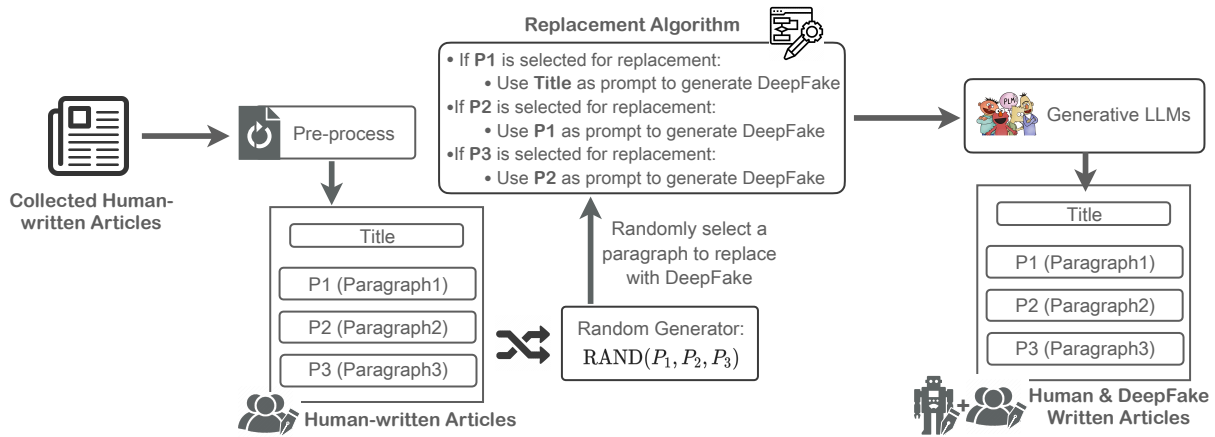 Replacement Algorithm
• If P1 is selected for replacement:
• Use Title as prompt to generate DeepFake
•If P2 is selected for replacement:
• Use P1 as prompt to generate DeepFake
•If P3 is selected for replacement:
• Use P2 as prompt to generate DeepFake
Collected Human-
written Articles
Pre-process
Title
P1 (Paragraph1)
P2 (Paragraph2)
P3 (Paragraph3)
Human-written Articles
Random Generator:
RAND(P₁, P₂, P₃)
Randomly select a
paragraph to replace
with DeepFake
PLM
Generative LLMs
Title
P1 (Paragraph1)
P2 (Paragraph2)
P3 (Paragraph3)
+
Human & DeepFake
Written Articles